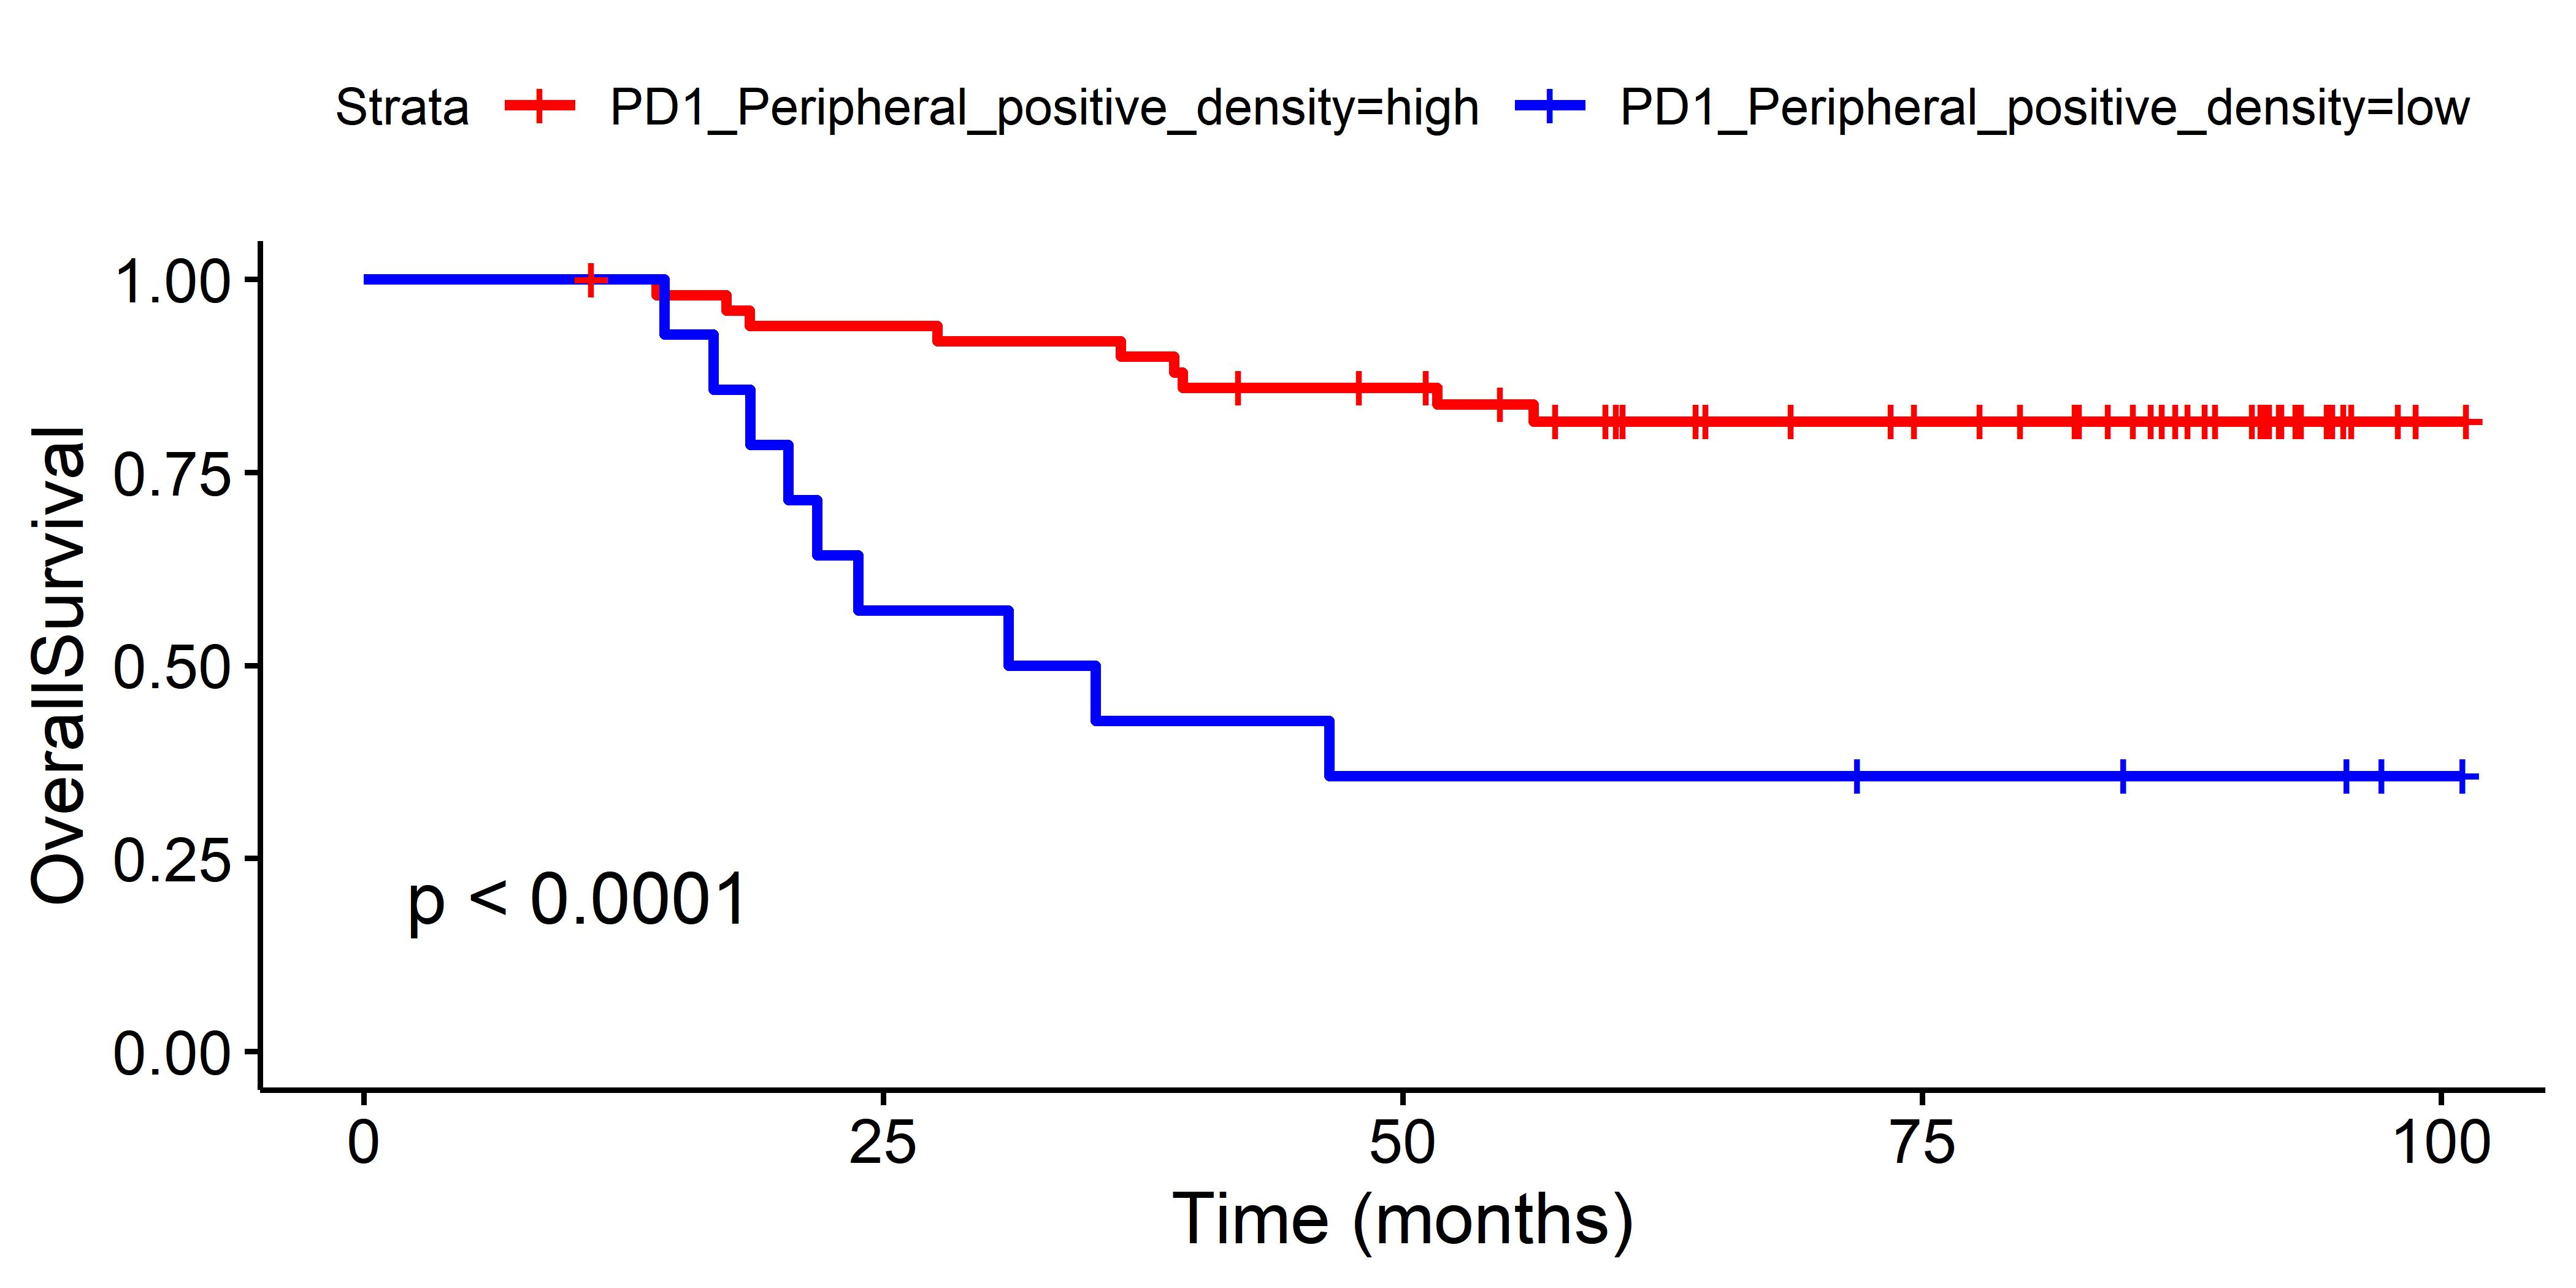 Strata PD1_Peripheral_positive_density=high PD1_Peripheral_positive_density=low
OverallSurvival
1.00
0.75
0.50
0.25
0.00
p < 0.0001
0 25 50 75 100
Time (months)